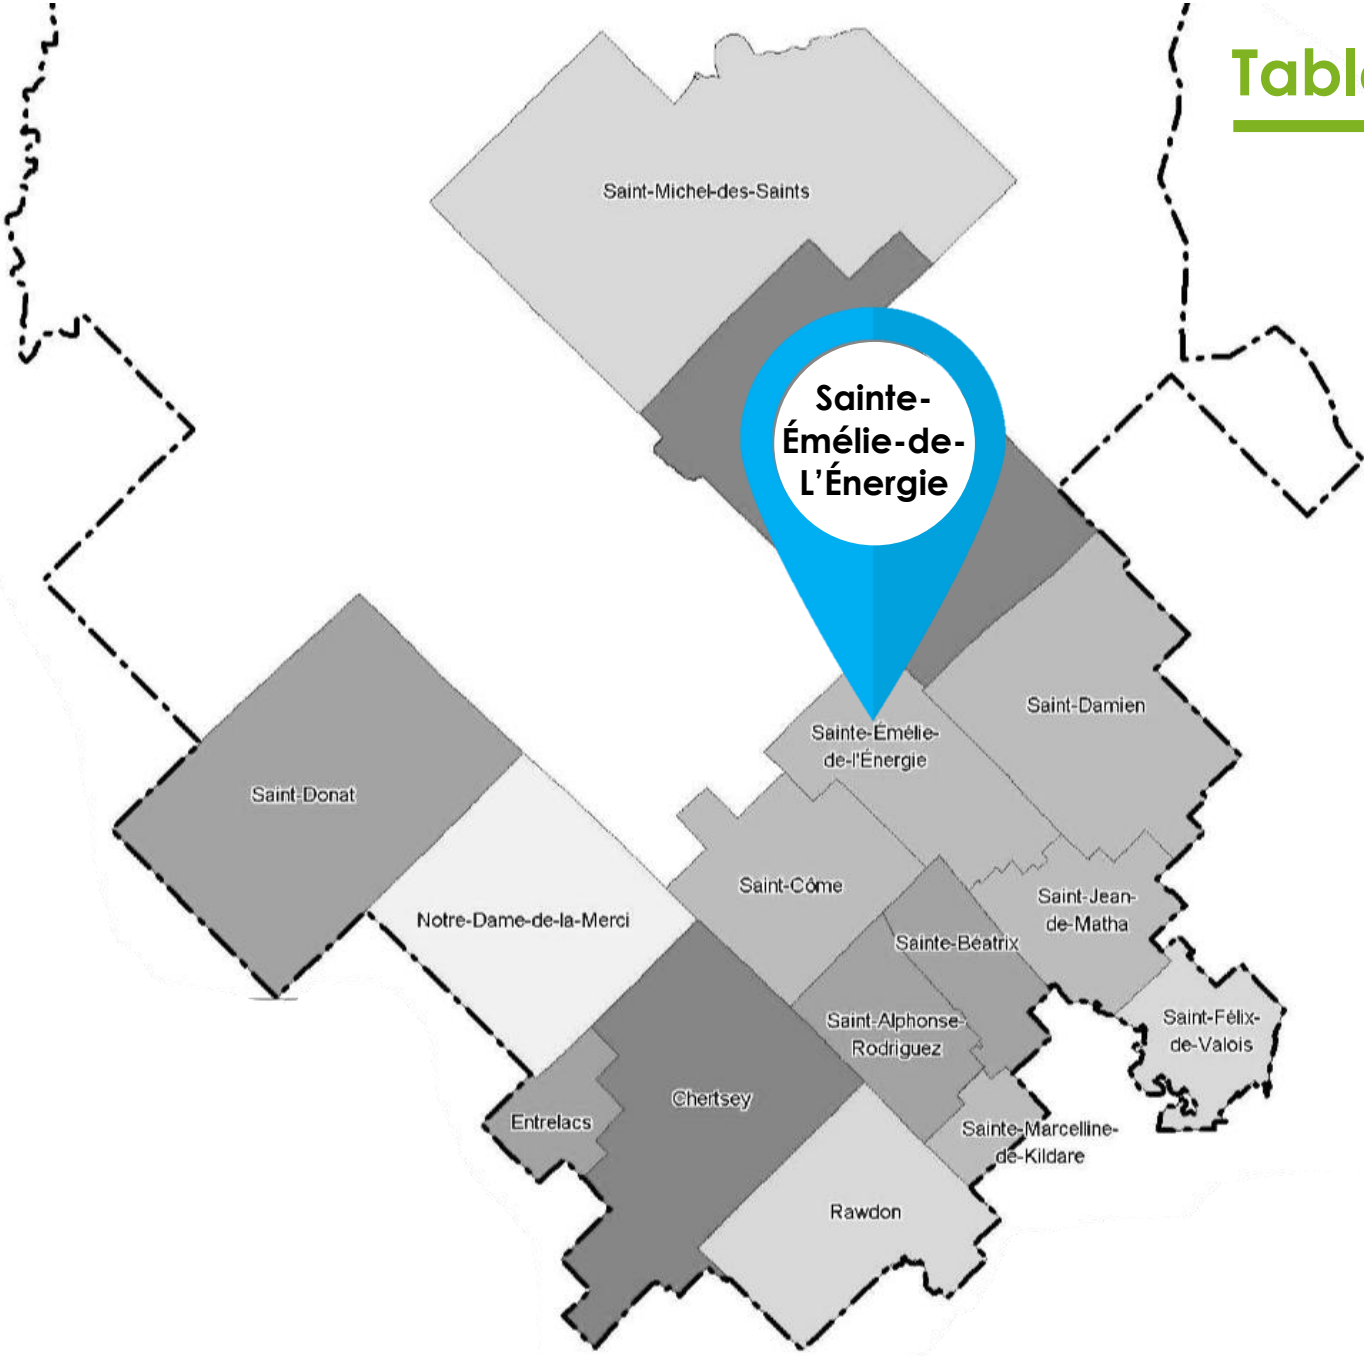 Tabl
Saint-Michel-des-Saints
Sainte-
Émélie-de-
L’Énergie
Saint-Damien
Sainte-Émélie-
de-l'Énergie
Saint-Donat
Saint-Côme
Saint-Jean-
de-Matha
Notre-Dame-de-la-Merci
Sainte-Béatrix
Saint-Alphonse-
Rodriguez
Saint-Félix-
de-Valois
Chertsey
Entrelacs
Sainte-Marcelline-
de-Kildare
Rawdon